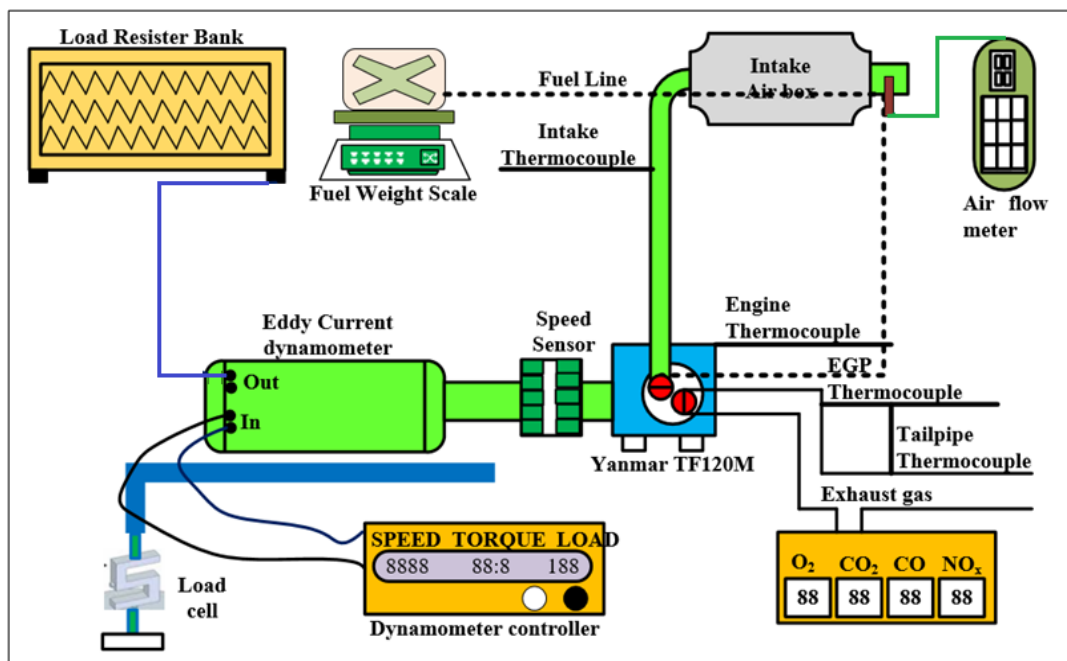 Load Resister Bank
Fuel Line
Intake
Air box
Intake
Thermocouple
Fuel Weight Scale
Air flow
meter
Eddy Current
dynamometer
Speed
Sensor
Engine
Thermocouple
Out
In
EGP
Thermocouple
Yanmar TF120M
Tailpipe
Thermocouple
Exhaust gas
SPEED TORQUE LOAD
8888 88:8 188
Load
cell
Dynamometer controller
O₂ CO₂ CO NOₓ
88 88 88 88